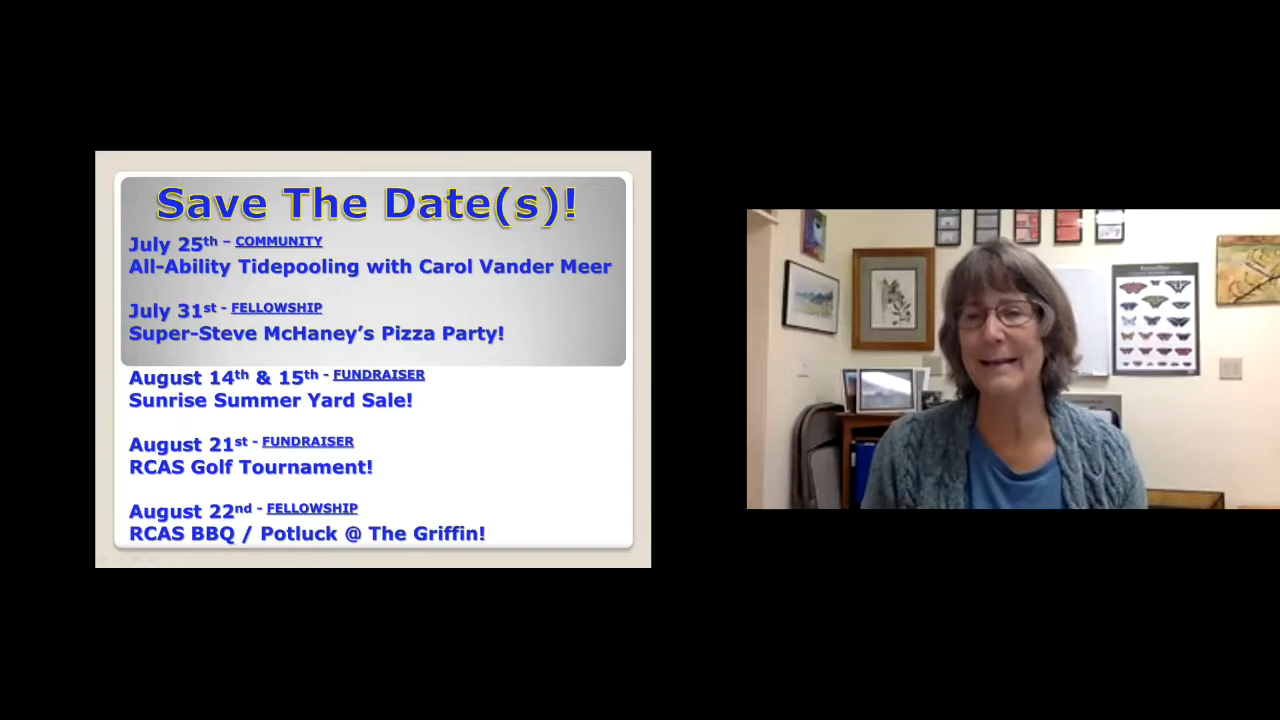 Save The Date(s)!
July 25th – COMMUNITY
All-Ability Tidepooling with Carol Vander Meer
July 31st - FELLOWSHIP
Super-Steve McHaney's Pizza Party!
August 14th & 15th - FUNDRAISER
Sunrise Summer Yard Sale!
August 21st - FUNDRAISER
RCAS Golf Tournament!
August 22nd - FELLOWSHIP
RCAS BBQ / Potluck @ The Griffin!